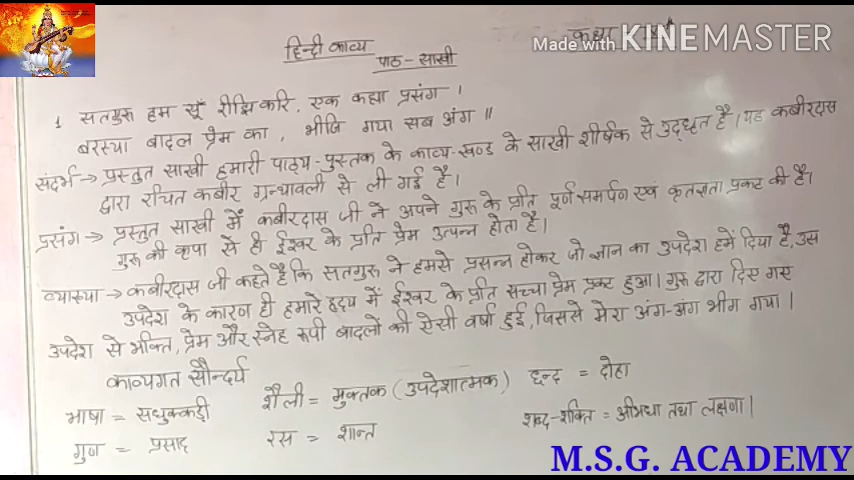 हिन्दी काव्य
कक्षा
Made with KINEMASTER
पाठ - साखी
1 सतगुरु हम सूँ रीझि करि, एक कह्या प्रसंग ।
बरस्या बादल प्रेम का, भीजि गया सब अंग ॥
संदर्भ → प्रस्तुत साखी हमारी पाठ्य-पुस्तक के काव्य-खण्ड के साखी शीर्षक से उद्धृत है। यह कबीरदास
द्वारा रचित कबीर ग्रन्थावली से ली गई है।
प्रसंग → प्रस्तुत साखी में कबीरदास जी ने अपने गुरु के प्रति पूर्ण समर्पण एवं कृतज्ञता प्रकट की है।
गुरु की कृपा से ही ईश्वर के प्रति प्रेम उत्पन्न होता है।
व्याख्या → कबीरदास जी कहते हैं कि सतगुरु ने हमसे प्रसन्न होकर जो ज्ञान का उपदेश हमें दिया है, उस
उपदेश के कारण ही हमारे हृदय में ईश्वर के प्रति सच्चा प्रेम प्रकट हुआ। गुरु द्वारा दिए गए
उपदेश से भक्ति, प्रेम और स्नेह रूपी बादलों की ऐसी वर्षा हुई, जिससे मेरा अंग-अंग भीग गया ।
काव्यगत सौन्दर्य
भाषा = सधुक्कड़ी शैली = मुक्तक (उपदेशात्मक) छन्द = दोहा
गुण = प्रसाद रस = शान्त शब्द-शक्ति = अभिधा तथा लक्षणा।
M.S.G. ACADEMY